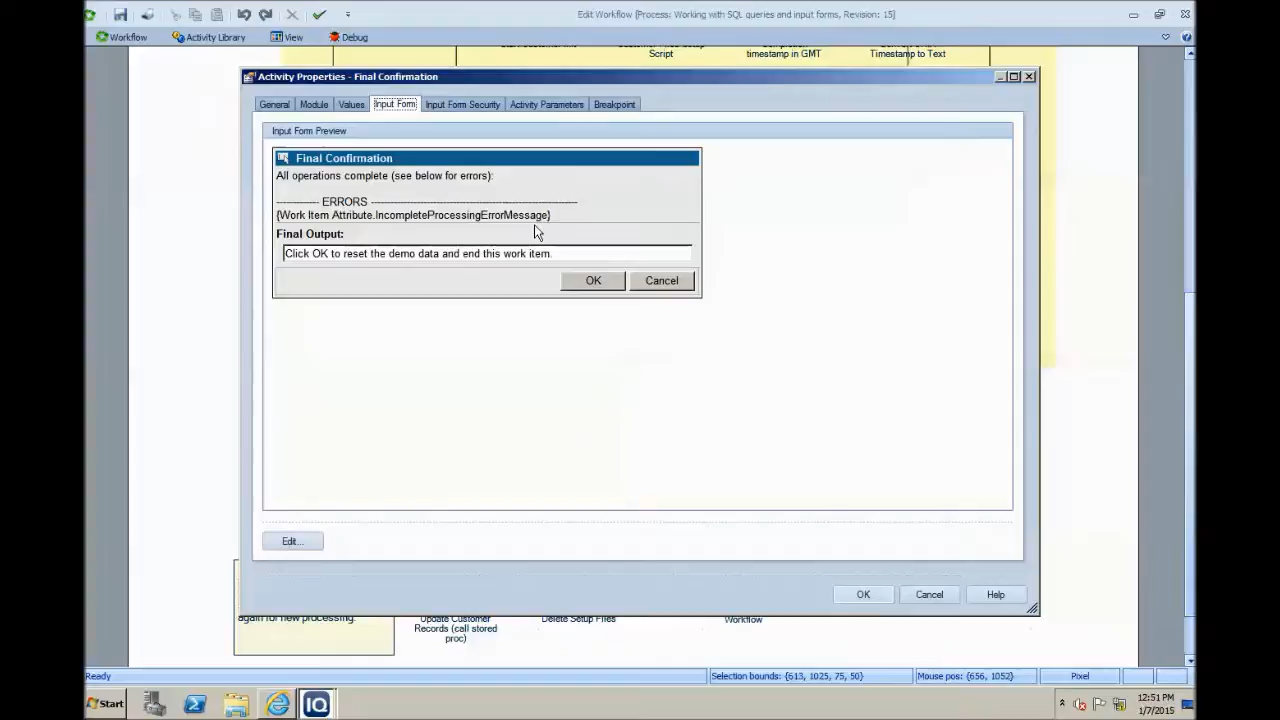 Edit Workflow [Process: Working with SQL queries and input forms, Revision: 15]
Workflow Activity Library View Debug
Script
timestamp in GMT
Timestamp to Text
Activity Properties - Final Confirmation
General Module Values Input Form Input Form Security Activity Parameters Breakpoint
Input Form Preview
Final Confirmation
All operations complete (see below for errors):
------------- ERRORS ----------------------------------------------------------------
{Work Item Attribute.IncompleteProcessingErrorMessage}
Final Output:
Click OK to reset the demo data and end this work item.
OK Cancel
Edit...
OK Cancel Help
again for new processing.
Update Customer
Records (call stored
proc)
Delete Setup Files
Workflow
Ready
Selection bounds: {613, 1025, 75, 50}
Mouse pos: {656, 1052}
Pixel
Start
IQ
12:51 PM
1/7/2015